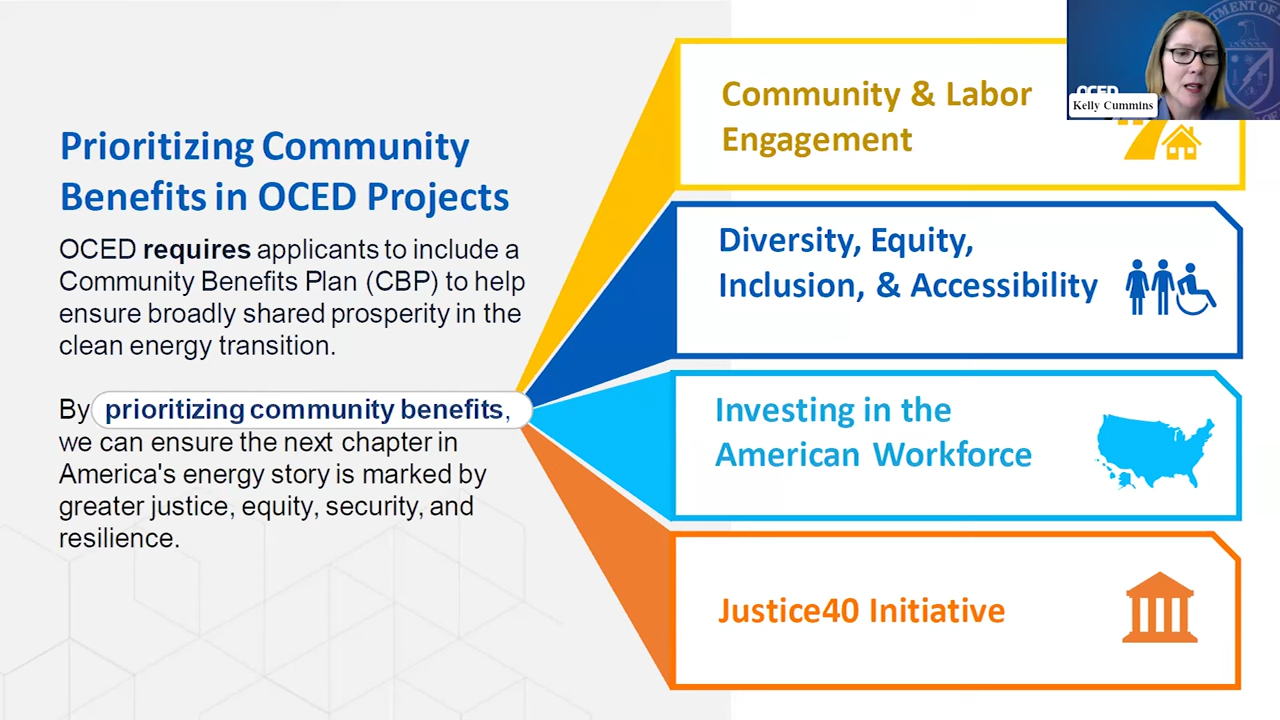 Prioritizing Community
Benefits in OCED Projects
OCED requires applicants to include a
Community Benefits Plan (CBP) to help
ensure broadly shared prosperity in the
clean energy transition.
By prioritizing community benefits,
we can ensure the next chapter in
America's energy story is marked by
greater justice, equity, security, and
resilience.
Community & Labor
Engagement
Diversity, Equity,
Inclusion, & Accessibility
Investing in the
American Workforce
Justice40 Initiative
OCED
Kelly Cummins